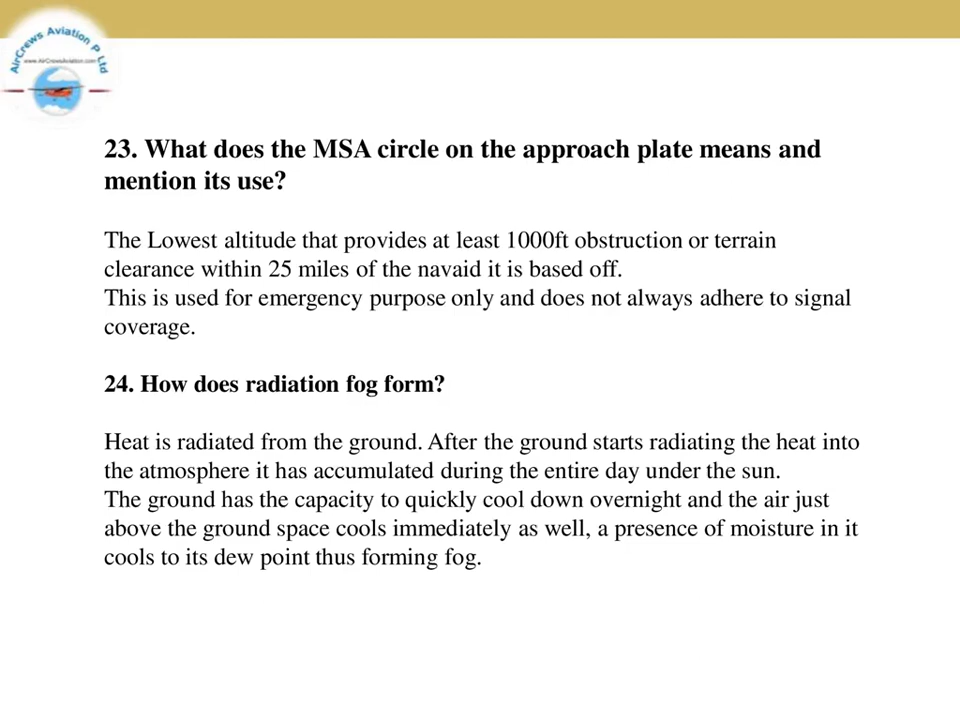 AirCrews Aviation P Ltd
www.AirCrewsAviation.com
23. What does the MSA circle on the approach plate means and
mention its use?
The Lowest altitude that provides at least 1000ft obstruction or terrain
clearance within 25 miles of the navaid it is based off.
This is used for emergency purpose only and does not always adhere to signal
coverage.
24. How does radiation fog form?
Heat is radiated from the ground. After the ground starts radiating the heat into
the atmosphere it has accumulated during the entire day under the sun.
The ground has the capacity to quickly cool down overnight and the air just
above the ground space cools immediately as well, a presence of moisture in it
cools to its dew point thus forming fog.